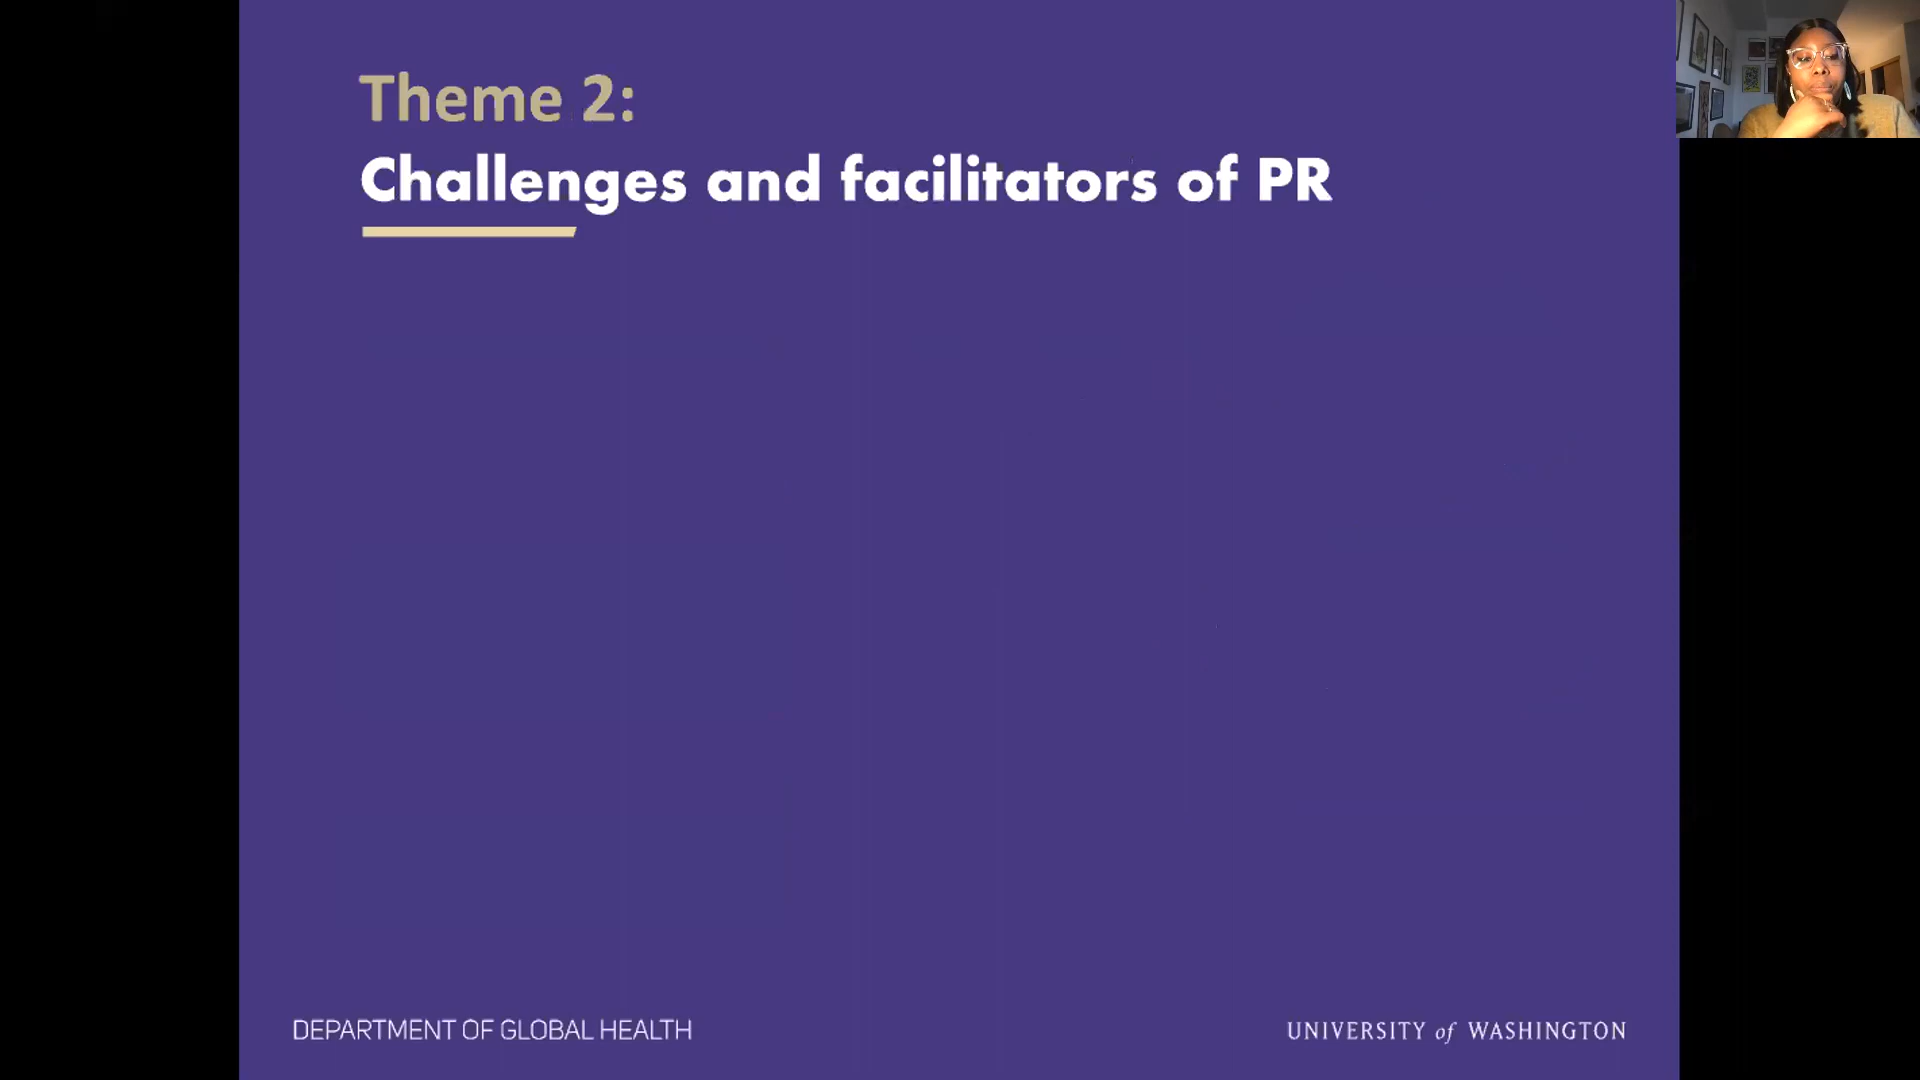 Theme 2:
Challenges and facilitators of PR
DEPARTMENT OF GLOBAL HEALTH
UNIVERSITY of WASHINGTON